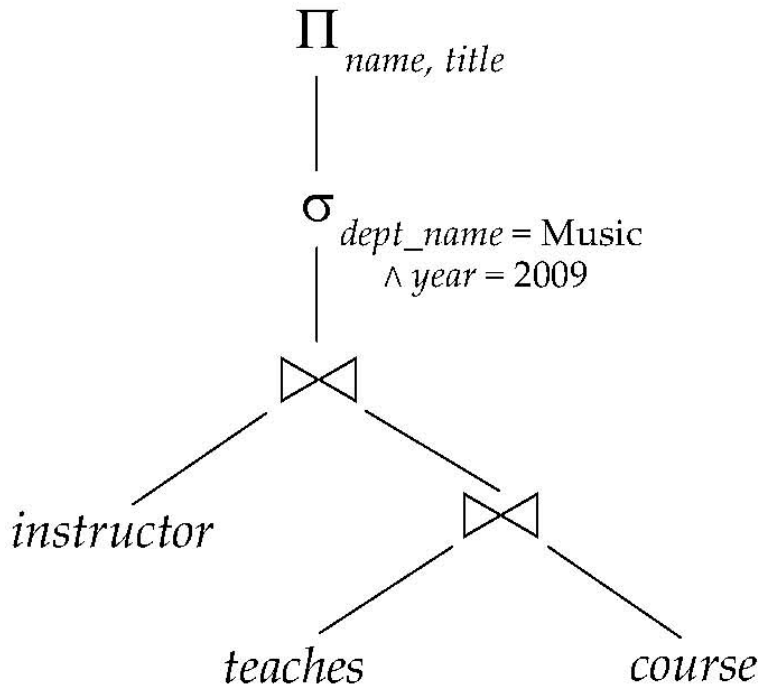 Π name, title
σ dept_name = Music
∧ year = 2009
⋈
instructor
⋈
teaches course